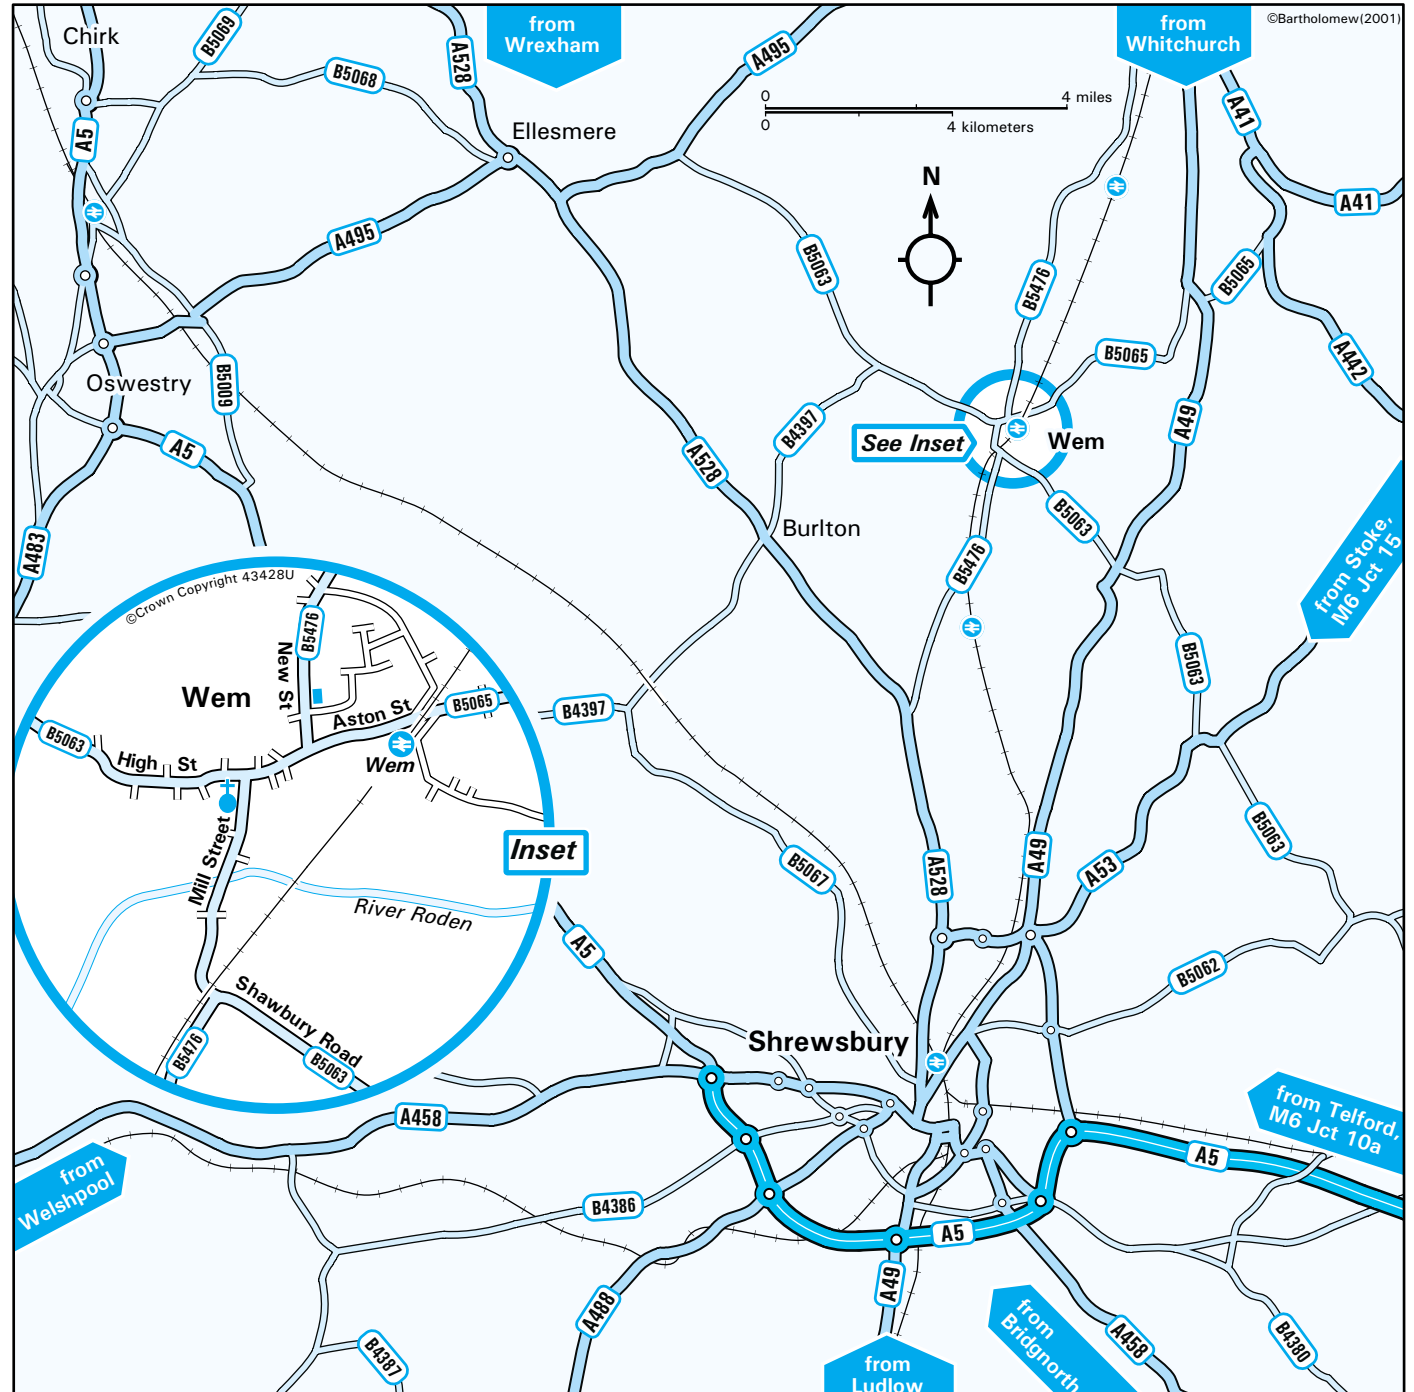 Chirk
B5069
A528
from
Wrexham
A495
from
Whitchurch
©Bartholomew(2001)
B5068
0
4 miles
0
4 kilometers
A5
Ellesmere
A41
N
A41
A495
B5063
B5476
B5065
Oswestry
B5009
B5065
A442
A5
B4397
See Inset
Wem
A49
A528
B5063
from Stoke,
M6 Jct 15
A483
Burlton
B5476
©Crown Copyright 43428U
B5476
New St
Wem
Aston St
B5065
B4397
B5063
B5063
High St
Wem
Mill Street
Inset
River Roden
Shawbury Road
B5476
B5063
B5067
A528
A49
A53
B5063
A5
B5062
Shrewsbury
A458
from Telford,
M6 Jct 10a
A5
from
Welshpool
B4386
A5
A49
A488
from
Bridgnorth
A458
B4380
B4387
from
Ludlow